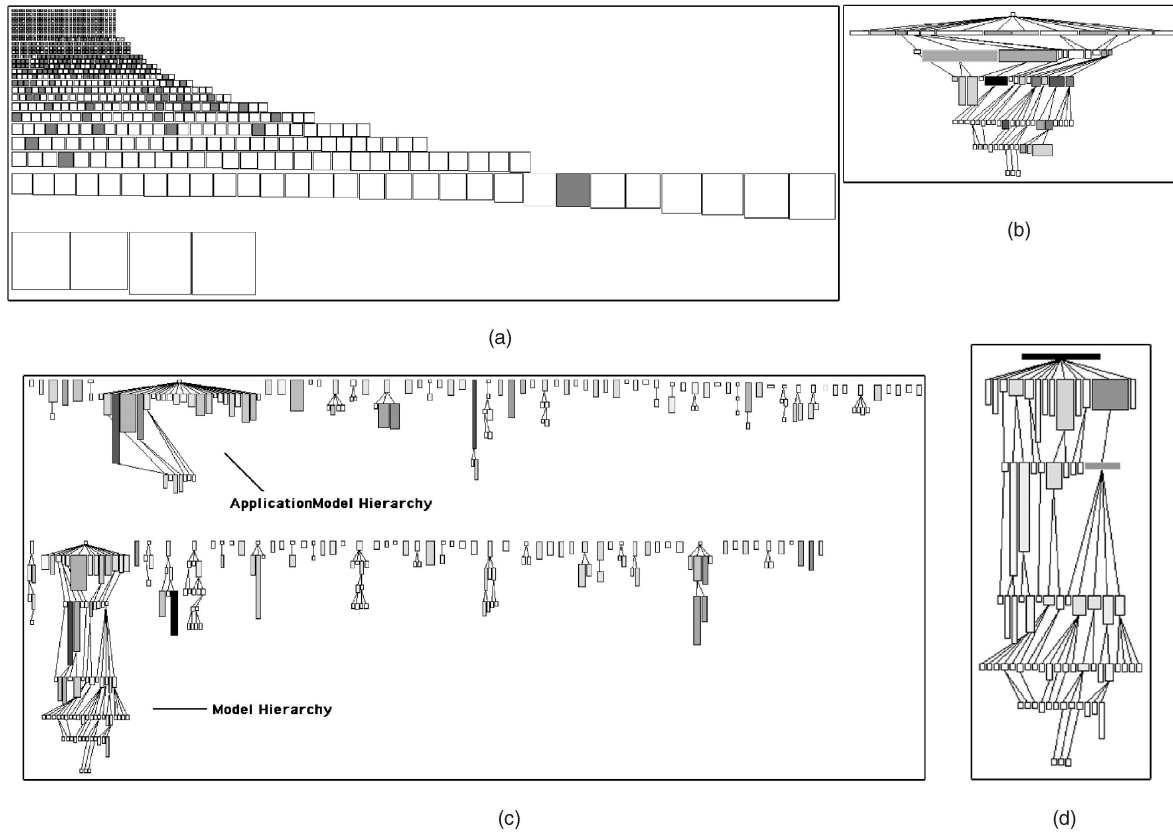 (a)
(b)
ApplicationModel Hierarchy
Model Hierarchy
(c)
(d)